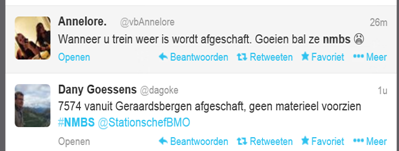 Annelore. @vbAnnelore 26m
Wanneer u trein weer is wordt afgeschaft. Goeien bal ze nmbs
Openen Beantwoorden Retweeten Favoriet Meer
Dany Goessens @dagoke 1u
7574 vanuit Geraardsbergen afgeschaft, geen materieel voorzien
#NMBS @StationschefBMO
Openen Beantwoorden Retweeten Favoriet Meer